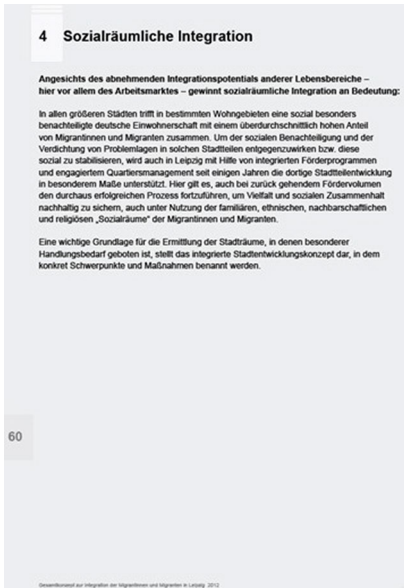 4 Sozialräumliche Integration
Angesichts des abnehmenden Integrationspotentials anderer Lebensbereiche –
hier vor allem des Arbeitsmarktes – gewinnt sozialräumliche Integration an Bedeutung:
In allen größeren Städten trifft in bestimmten Wohngebieten eine sozial besonders
benachteiligte deutsche Einwohnerschaft mit einem überdurchschnittlich hohen Anteil
von Migrantinnen und Migranten zusammen. Um der sozialen Benachteiligung und der
Verdichtung von Problemlagen in solchen Stadtteilen entgegenzuwirken bzw. diese
sozial zu stabilisieren, wird auch in Leipzig mit Hilfe von integrierten Förderprogrammen
und engagiertem Quartiersmanagement seit einigen Jahren die dortige Stadtteilentwicklung
in besonderem Maße unterstützt. Hier gilt es, auch bei zurück gehendem Fördervolumen
den durchaus erfolgreichen Prozess fortzuführen, um Vielfalt und sozialen Zusammenhalt
nachhaltig zu sichern, auch unter Nutzung der familiären, ethnischen, nachbarschaftlichen
und religiösen „Sozialräume“ der Migrantinnen und Migranten.
Eine wichtige Grundlage für die Ermittlung der Stadträume, in denen besonderer
Handlungsbedarf geboten ist, stellt das integrierte Stadtentwicklungskonzept dar, in dem
konkret Schwerpunkte und Maßnahmen benannt werden.
60
Gesamtkonzept zur Integration der Migrantinnen und Migranten in Leipzig 2012